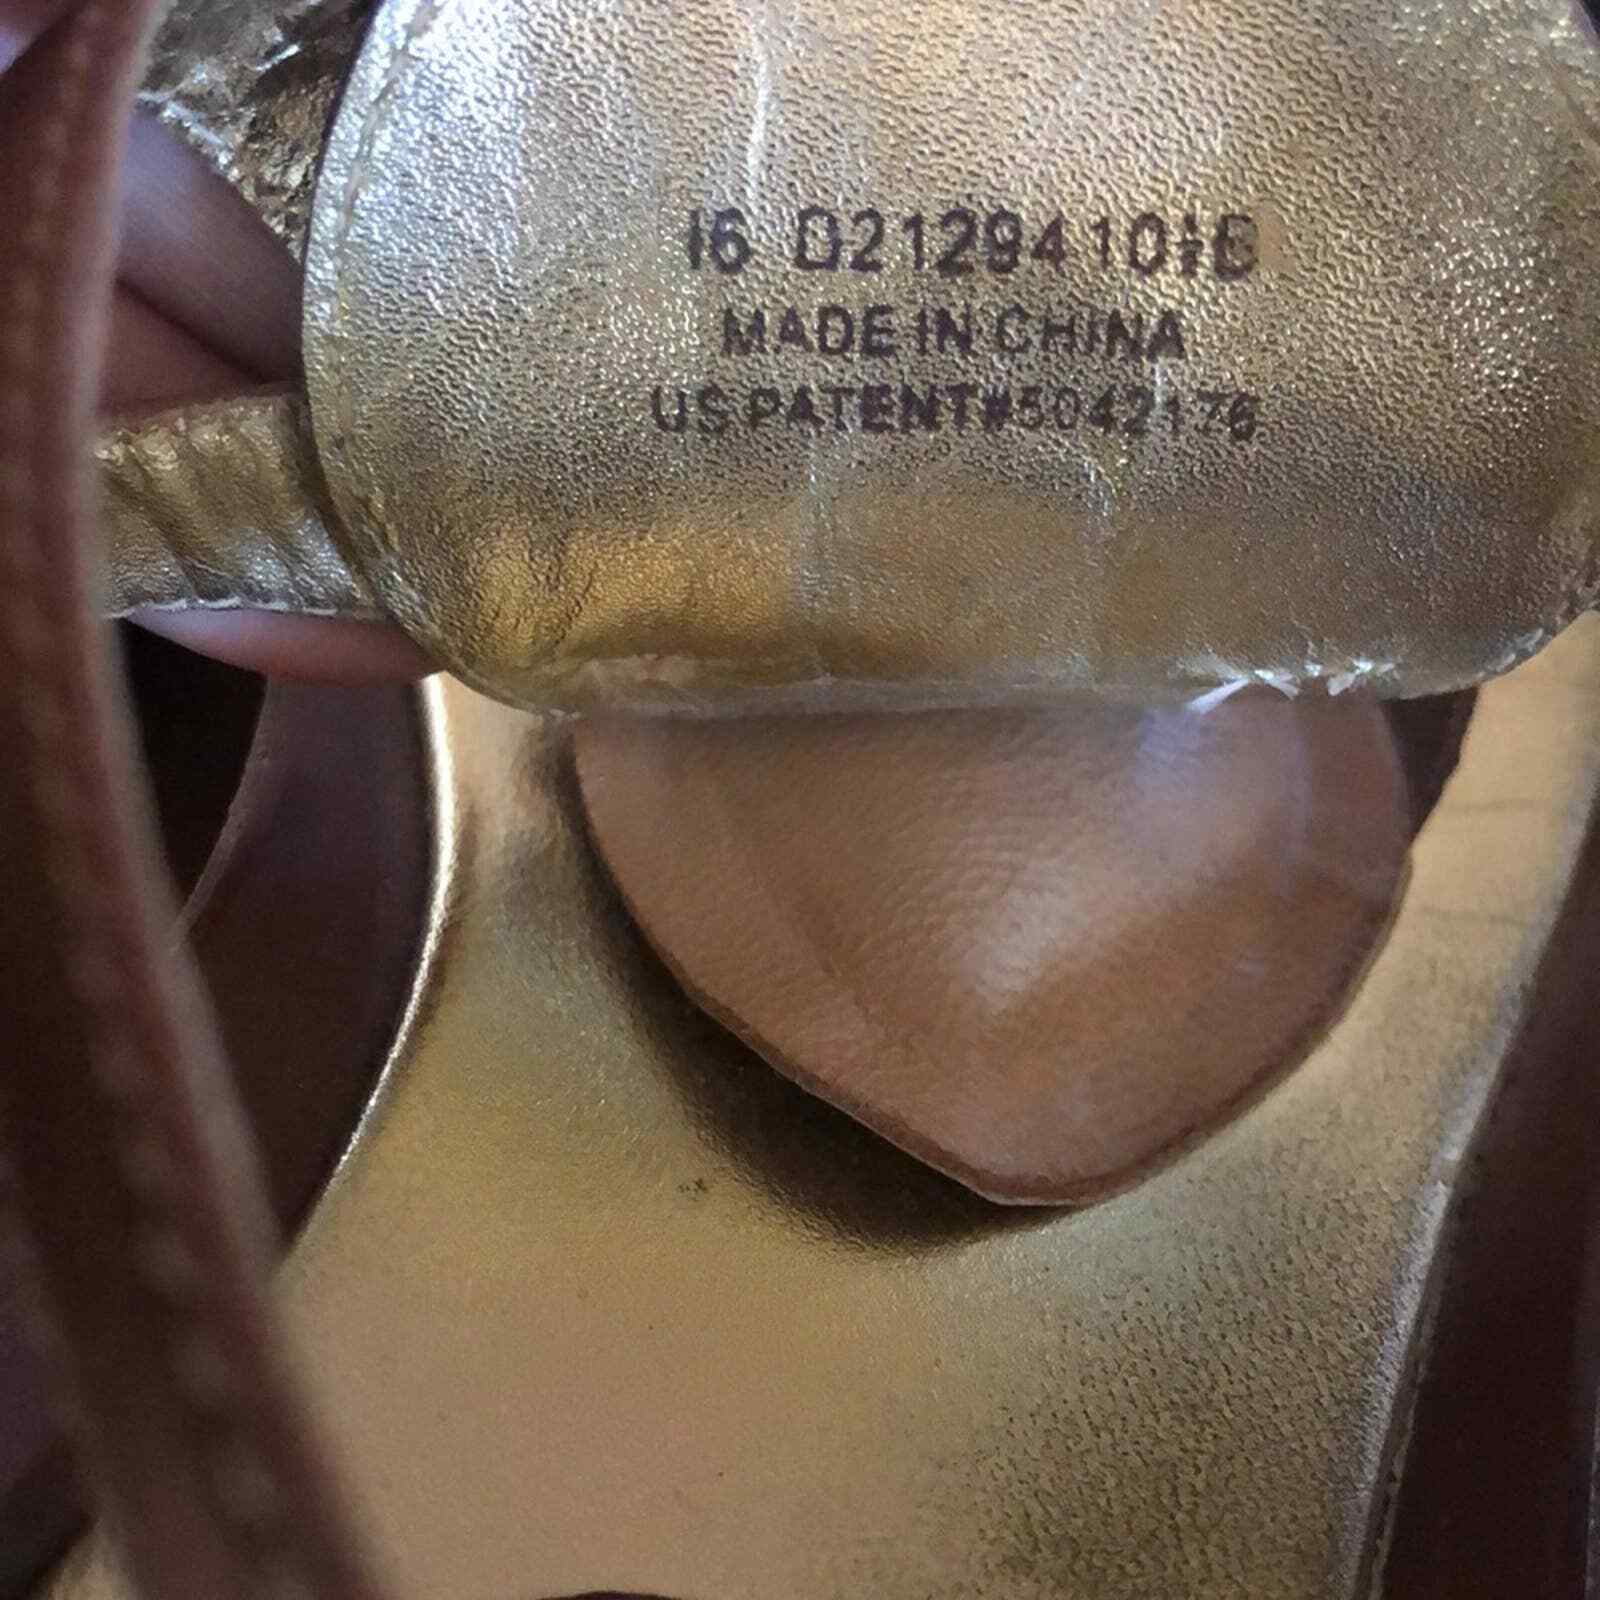 16 D21294 10½B
MADE IN CHINA
US PATENT#5042176